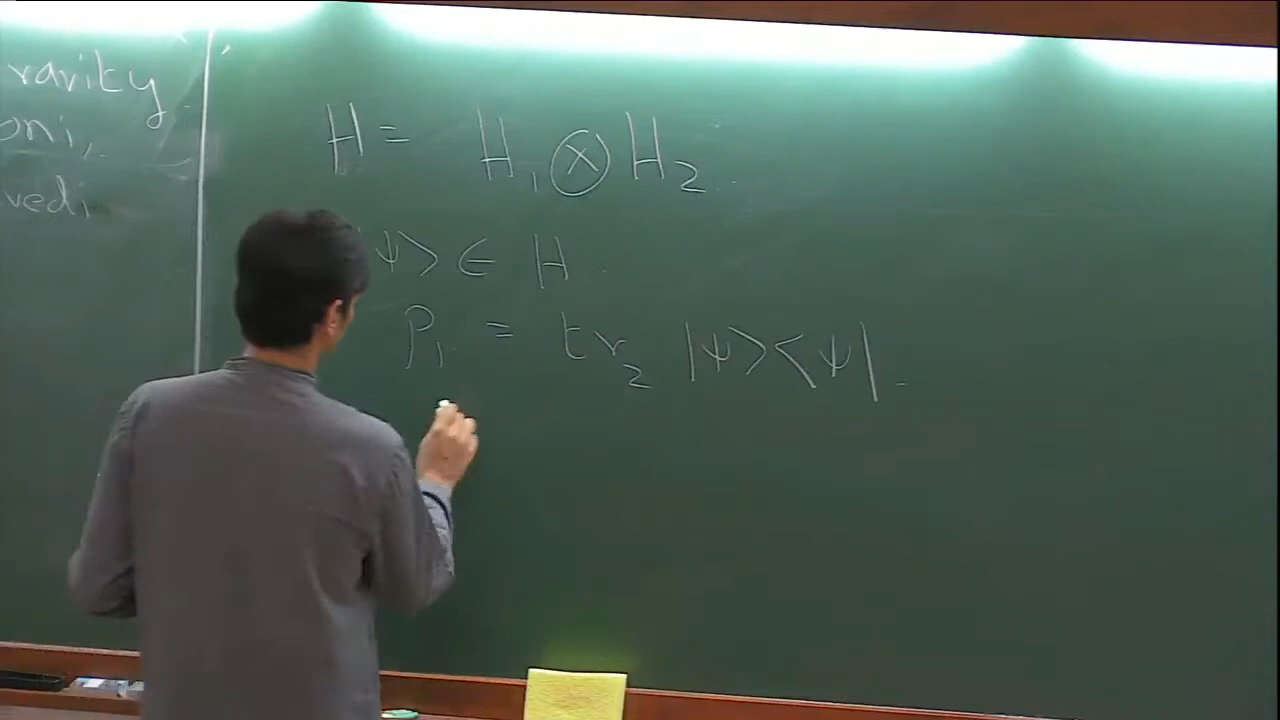 ravity
oni,
vedi
H = H₁ ⊗ H₂
ψ> ∈ H
ρ₁ = tr₂ |ψ><ψ|.